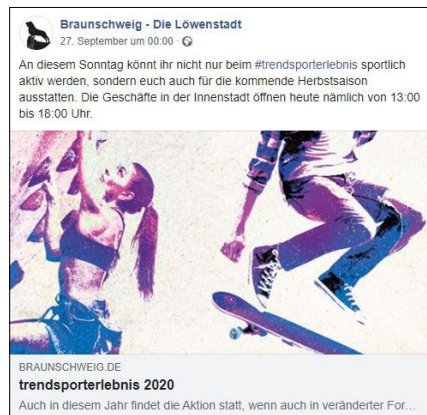 Braunschweig - Die Löwenstadt
27. September um 00:00 ·
An diesem Sonntag könnt ihr nicht nur beim #trendsporterlebnis sportlich
aktiv werden, sondern euch auch für die kommende Herbstsaison
ausstatten. Die Geschäfte in der Innenstadt öffnen heute nämlich von 13:00
bis 18:00 Uhr.
BRAUNSCHWEIG.DE
trendsporterlebnis 2020
Auch in diesem Jahr findet die Aktion statt, wenn auch in veränderter For...